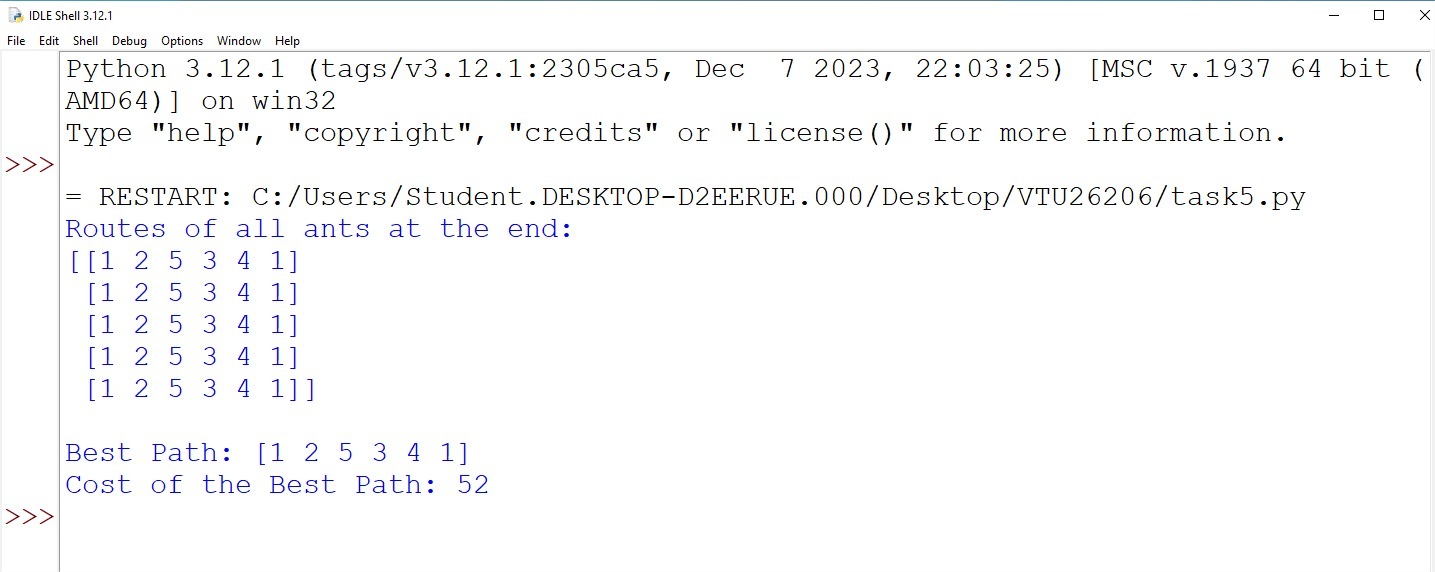 IDLE Shell 3.12.1
File Edit Shell Debug Options Window Help
Python 3.12.1 (tags/v3.12.1:2305ca5, Dec  7 2023, 22:03:25) [MSC v.1937 64 bit (
AMD64)] on win32
Type "help", "copyright", "credits" or "license()" for more information.
>>>
= RESTART: C:/Users/Student.DESKTOP-D2EERUE.000/Desktop/VTU26206/task5.py
Routes of all ants at the end:
[[1 2 5 3 4 1]
 [1 2 5 3 4 1]
 [1 2 5 3 4 1]
 [1 2 5 3 4 1]
 [1 2 5 3 4 1]]
Best Path: [1 2 5 3 4 1]
Cost of the Best Path: 52
>>>